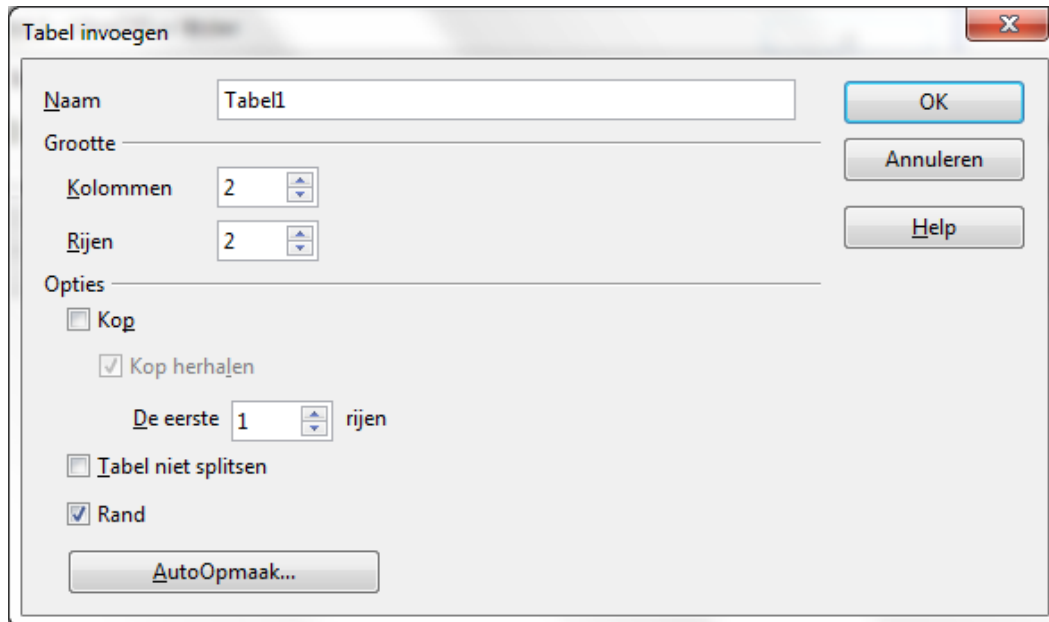 Tabel invoegen
Naam Tabel1
OK
Grootte
Annuleren
Kolommen 2
Help
Rijen 2
Opties
Kop
Kop herhalen
De eerste 1 rijen
Tabel niet splitsen
Rand
AutoOpmaak...